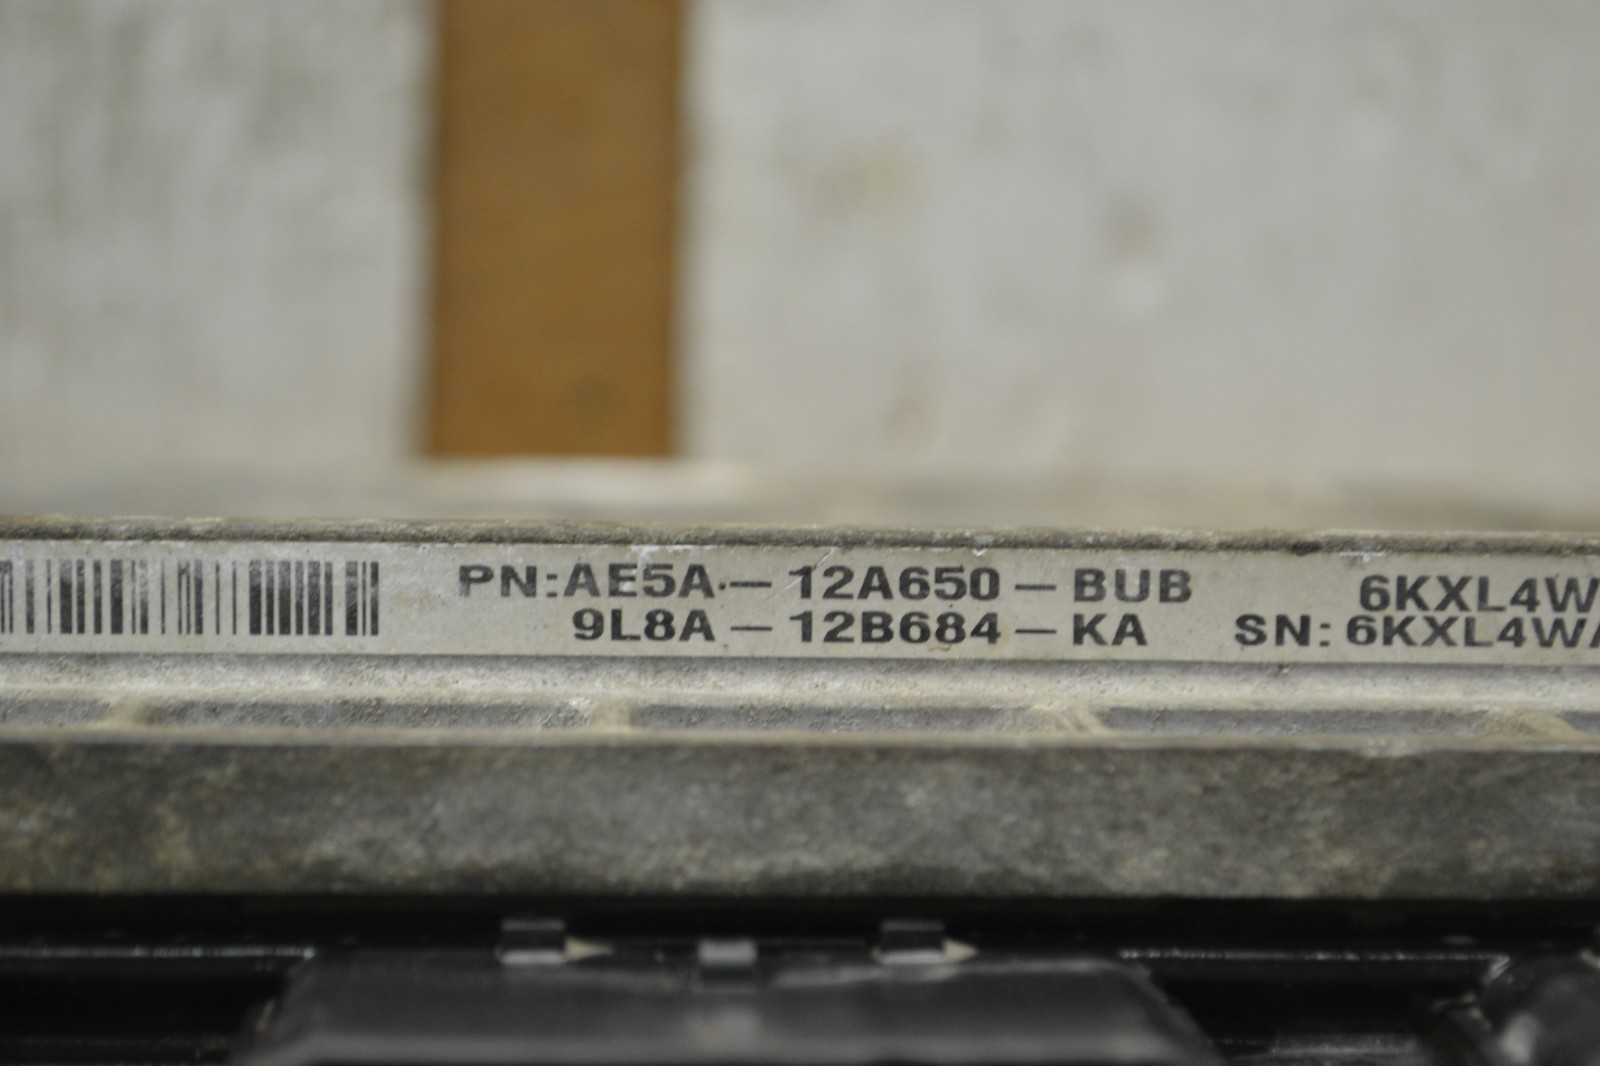 PN:AE5A-12A650-BUB 6KXL4W
9L8A-12B684-KA SN: 6KXL4WA